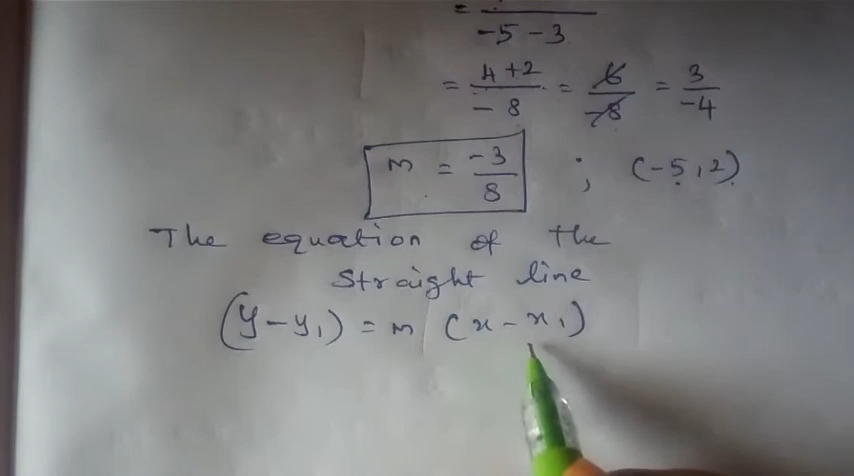 =
-5 - 3
= 4+2 / -8 = 6 / -8 = 3 / -4
m = -3 / 8 ; (-5, 2)
The equation of the
straight line
(y - y₁) = m (x - x₁)